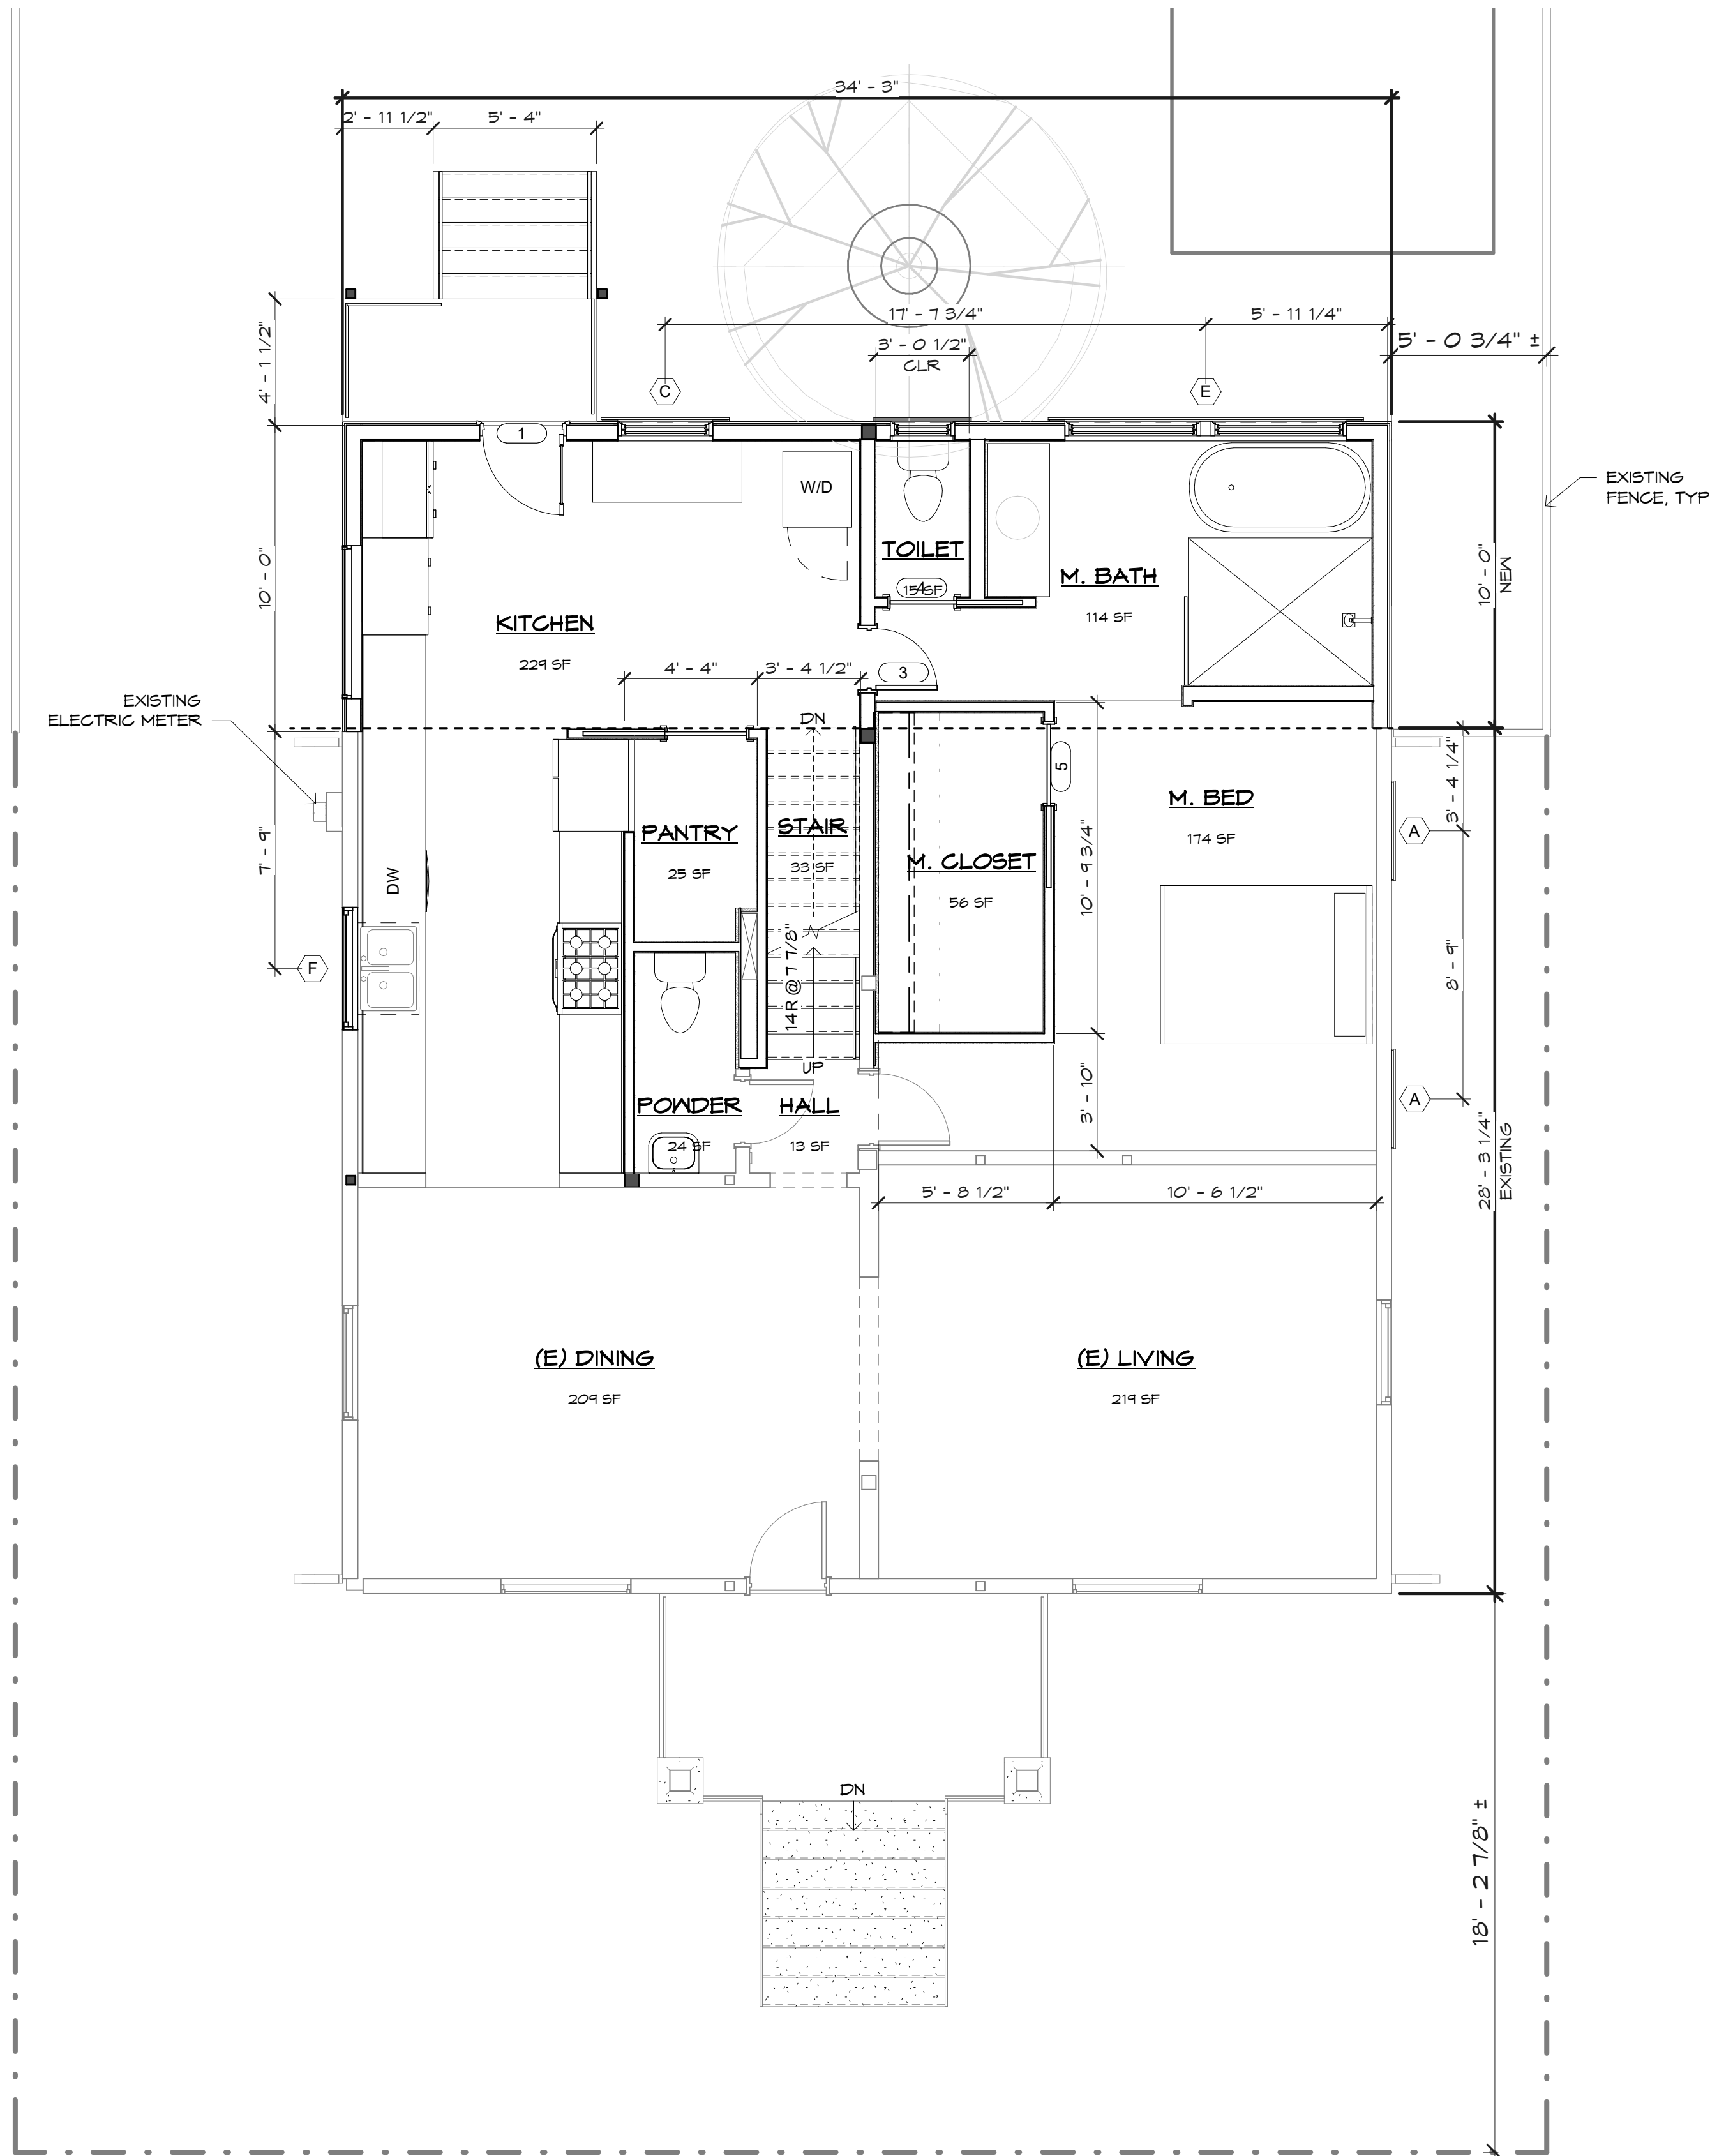 34' - 3"
2' - 11 1/2"
5' - 4"
17' - 7 3/4"
5' - 11 1/4"
5' - 0 3/4" ±
3' - 0 1/2"
CLR
4' - 1 1/2"
C
E
1
W/D
EXISTING
FENCE, TYP
TOILET
15 SF
4
M. BATH
114 SF
10' - 0"
10' - 0"
NEW
KITCHEN
229 SF
4' - 4"
3' - 4 1/2"
3
EXISTING
ELECTRIC METER
DN
5
3' - 4 1/4"
M. BED
174 SF
A
PANTRY
25 SF
STAIR
33 SF
M. CLOSET
56 SF
10' - 9 3/4"
7' - 9"
DW
F
14R @ 7 7/8"
8' - 9"
UP
3' - 10"
A
POWDER
24 SF
HALL
13 SF
28' - 3 1/4"
EXISTING
5' - 8 1/2"
10' - 6 1/2"
(E) DINING
209 SF
(E) LIVING
219 SF
DN
18' - 2 7/8" ±